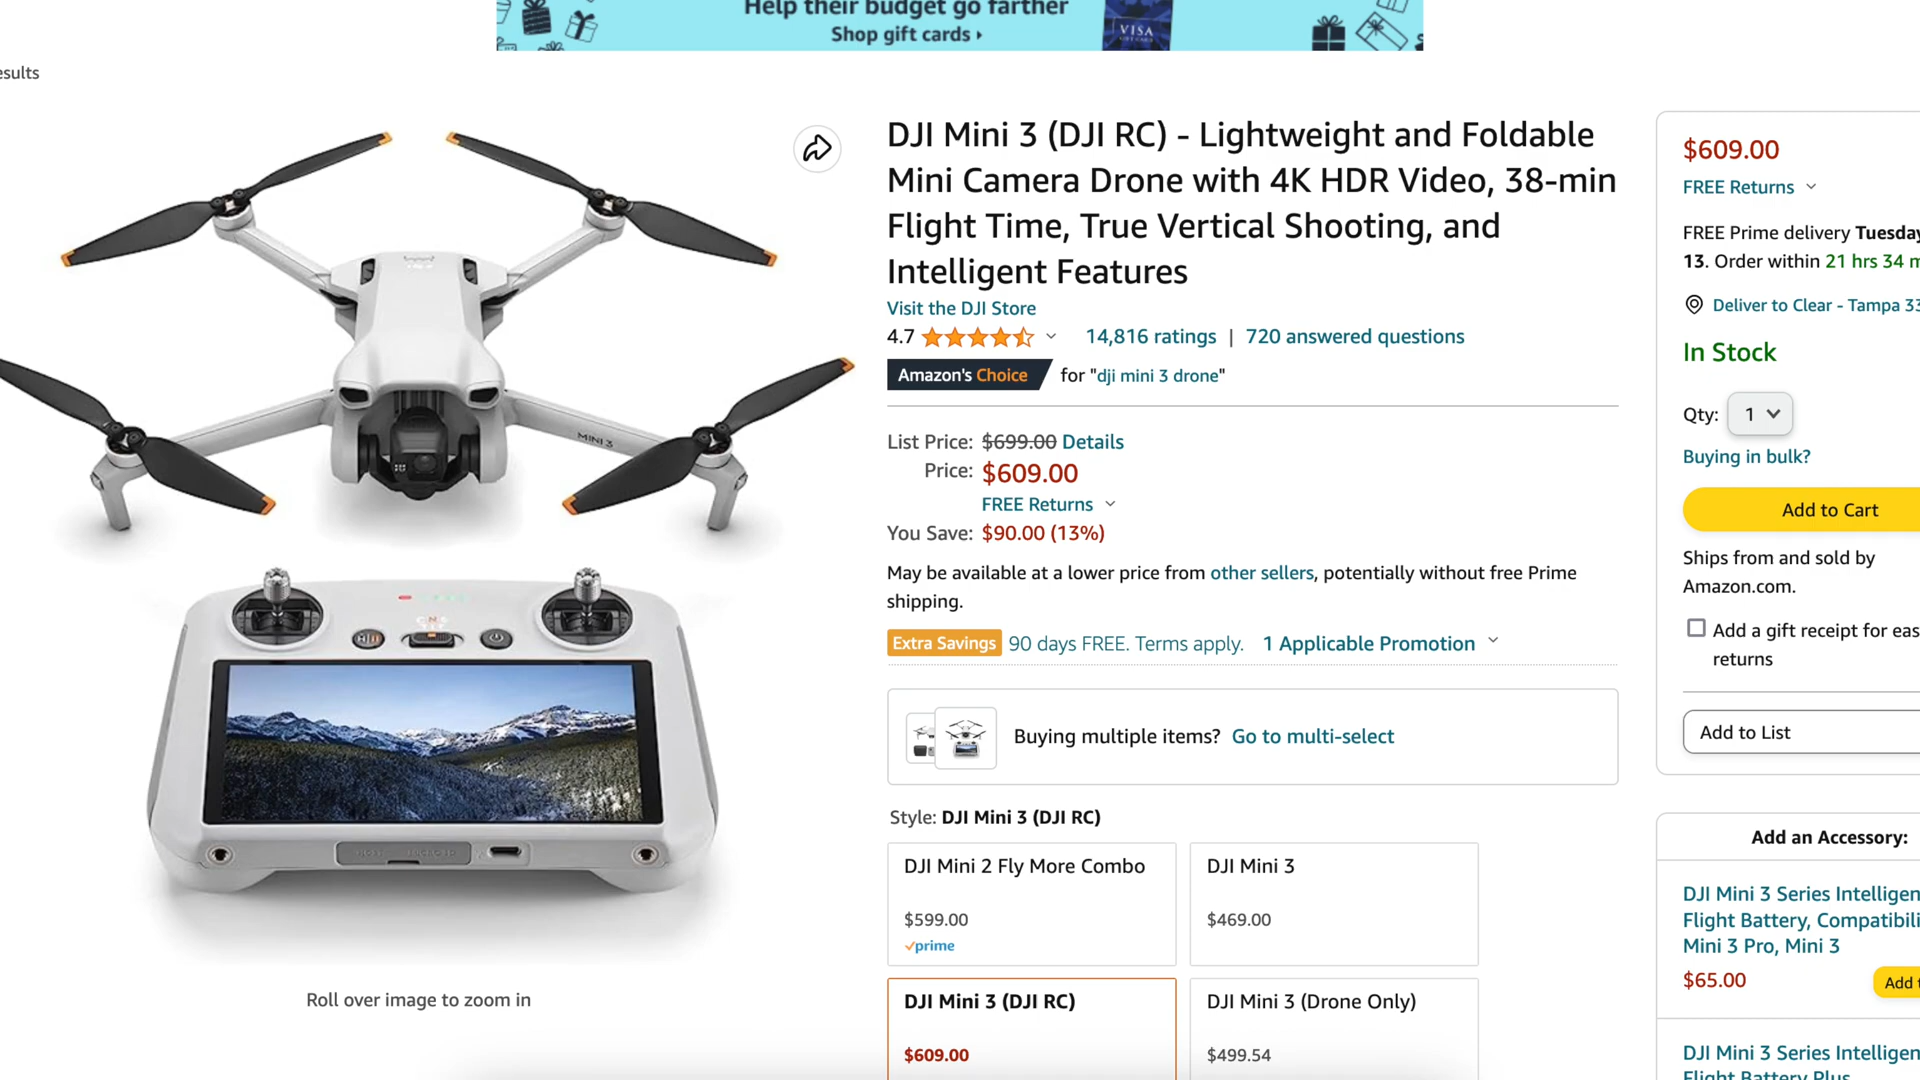 Help their budget go farther
Shop gift cards
VISA
esults
DJI Mini 3 (DJI RC) - Lightweight and Foldable
Mini Camera Drone with 4K HDR Video, 38-min
Flight Time, True Vertical Shooting, and
Intelligent Features
Visit the DJI Store
4.7 14,816 ratings | 720 answered questions
Amazon's Choice for "dji mini 3 drone"
List Price: $699.00 Details
Price: $609.00
FREE Returns
You Save: $90.00 (13%)
May be available at a lower price from other sellers, potentially without free Prime
shipping.
Extra Savings 90 days FREE. Terms apply. 1 Applicable Promotion
Buying multiple items? Go to multi-select
Style: DJI Mini 3 (DJI RC)
DJI Mini 2 Fly More Combo
$599.00
prime
DJI Mini 3
$469.00
DJI Mini 3 (DJI RC)
$609.00
DJI Mini 3 (Drone Only)
$499.54
MINI 3
Roll over image to zoom in
$609.00
FREE Returns
FREE Prime delivery Tuesday
13. Order within 21 hrs 34 m
Deliver to Clear - Tampa 33
In Stock
Qty: 1
Buying in bulk?
Add to Cart
Ships from and sold by
Amazon.com.
Add a gift receipt for eas
returns
Add to List
Add an Accessory:
DJI Mini 3 Series Intelligen
Flight Battery, Compatibili
Mini 3 Pro, Mini 3
$65.00
Add t
DJI Mini 3 Series Intelligen
Flight Battery Plus